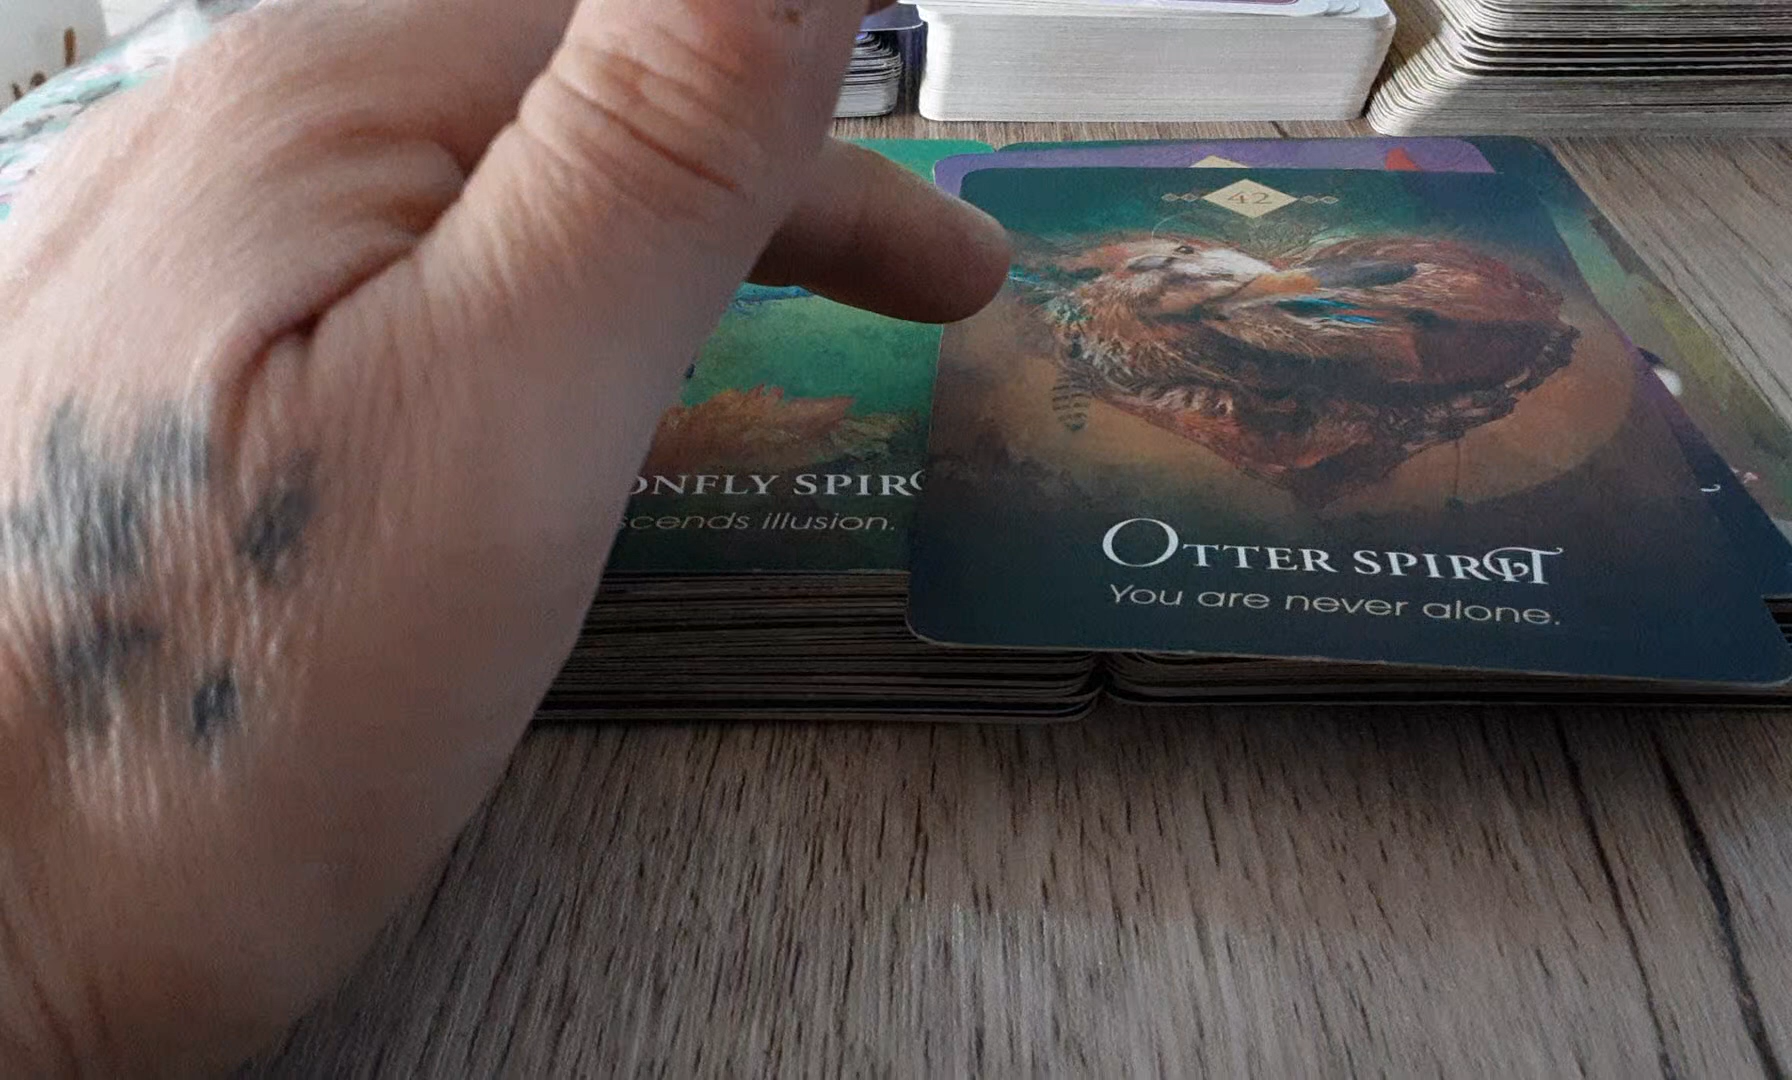 42
ONFLY SPIR
scends illusion.
OTTER SPIRIT
You are never alone.